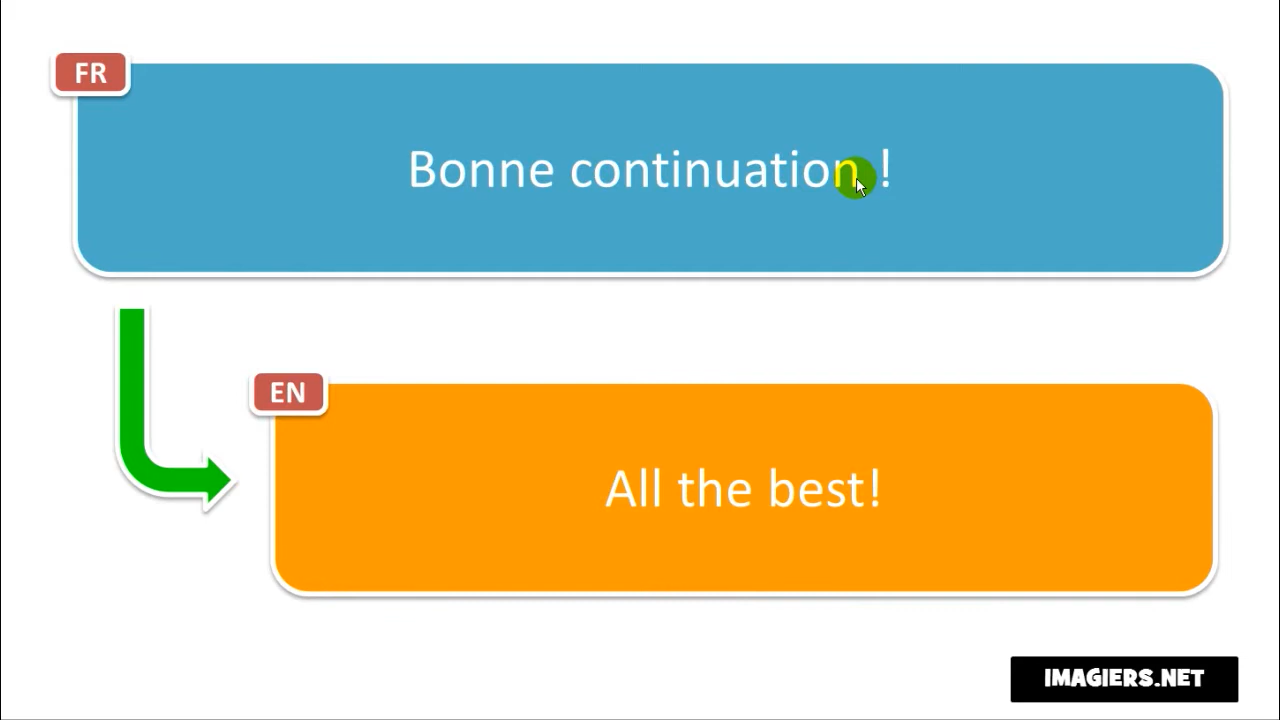 FR
Bonne continuation !
EN
All the best!
IMAGIERS.NET